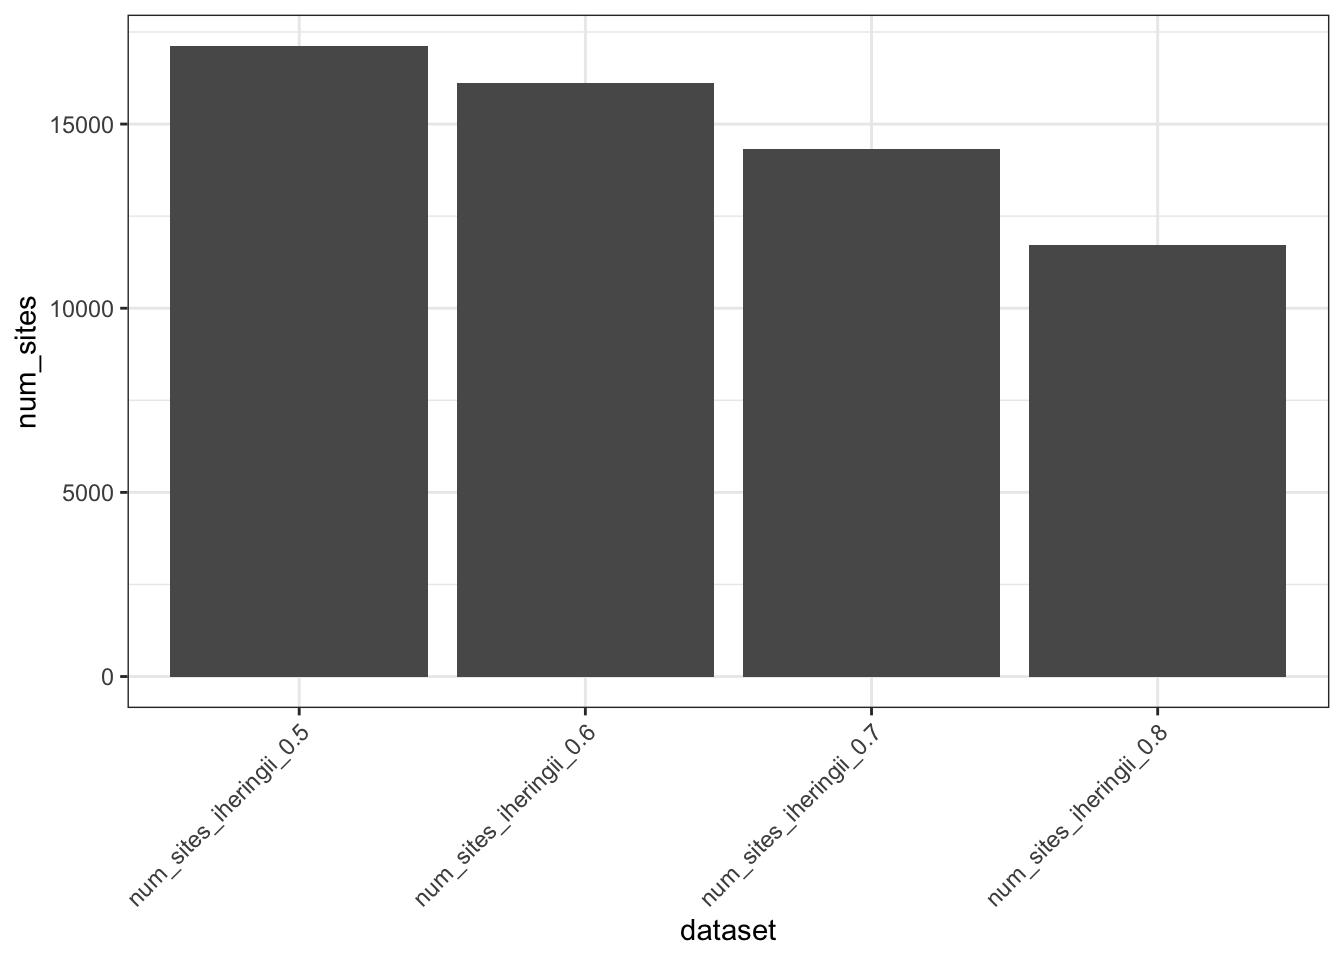 num_sites
15000
10000
5000
0
num_sites_iheringii_0.5
num_sites_iheringii_0.6
num_sites_iheringii_0.7
num_sites_iheringii_0.8
dataset